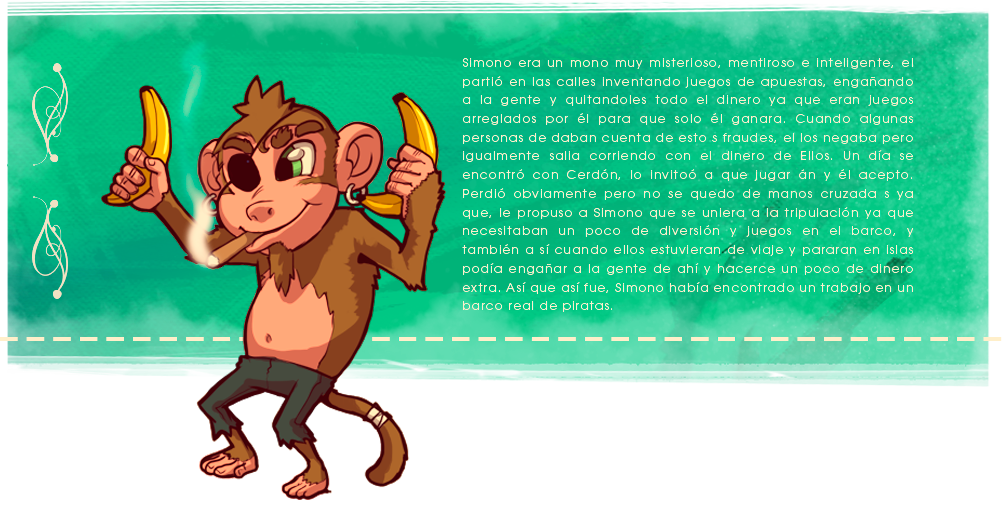 Simono era un mono muy misterioso, mentiroso e inteligente, el
partió en las calles inventando juegos de apuestas, engañando
a la gente y quitandoles todo el dinero ya que eran juegos
arreglados por él para que solo él ganara. Cuando algunas
personas de daban cuenta de esto s fraudes, el los negaba pero
igualmente salia corriendo con el dinero de Ellos. Un día se
encontró con Cerdón, lo invitoó a que jugar án y él acepto.
Perdió obviamente pero no se quedo de manos cruzada s ya
que, le propuso a Simono que se uniera a la tripulación ya que
necesitaban un poco de diversión y juegos en el barco, y
también a sí cuando ellos estuvieran de viaje y pararan en islas
podía engañar a la gente de ahí y hacerce un poco de dinero
extra. Así que así fue, Simono había encontrado un trabajo en un
barco real de piratas.